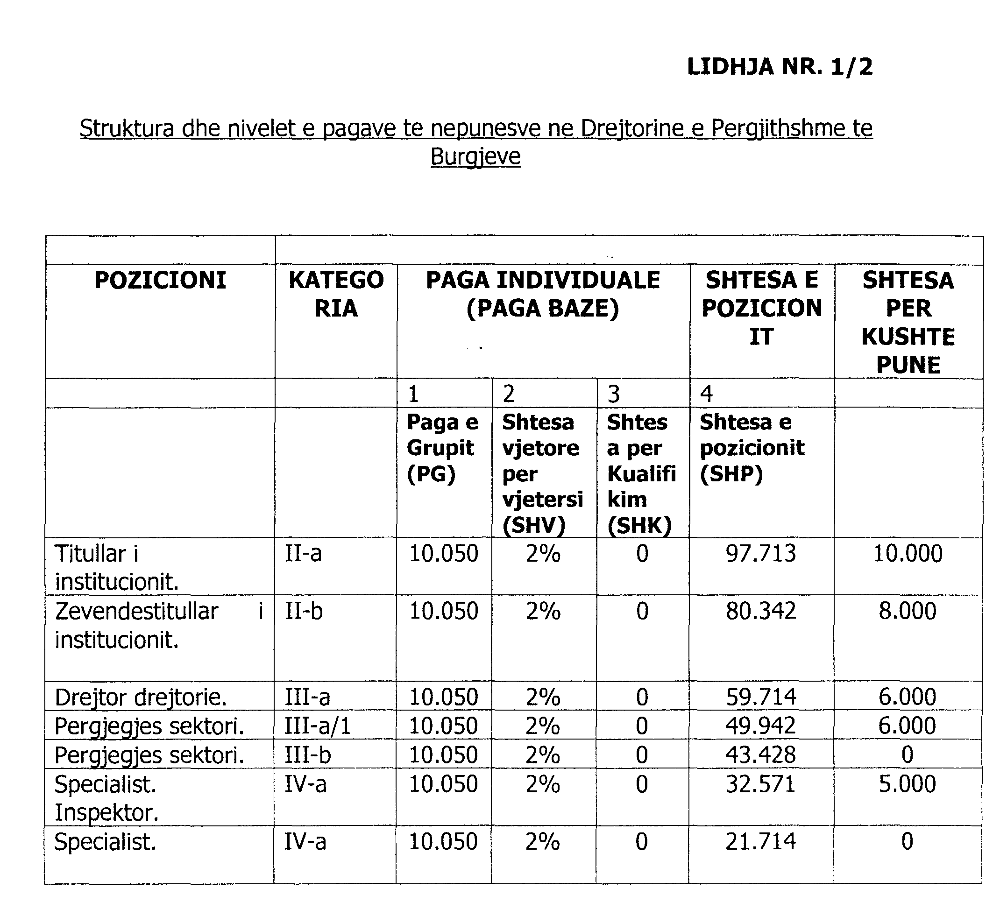 LIDHJA NR. 1/2
Struktura dhe nivelet e pagave te nepunesve ne Drejtorine e Pergjithshme te
Burgjeve
POZICIONI KATEGO PAGA INDIVIDUALE SHTESA E SHTESA
RIA (PAGA BAZE) POZICION PER
IT KUSHTE
PUNE
1 2 3 4
Paga e Shtesa Shtes Shtesa e
Grupit vjetore a per pozicionit
(PG) per Kualifi (SHP)
vjetersi kim
(SHV) (SHK)
Titullar i II-a 10.050 2% 0 97.713 10.000
institucionit.
Zevendestitullar i II-b 10.050 2% 0 80.342 8.000
institucionit.
Drejtor drejtorie. III-a 10.050 2% 0 59.714 6.000
Pergjegjes sektori. III-a/1 10.050 2% 0 49.942 6.000
Pergjegjes sektori. III-b 10.050 2% 0 43.428 0
Specialist. IV-a 10.050 2% 0 32.571 5.000
Inspektor.
Specialist. IV-a 10.050 2% 0 21.714 0